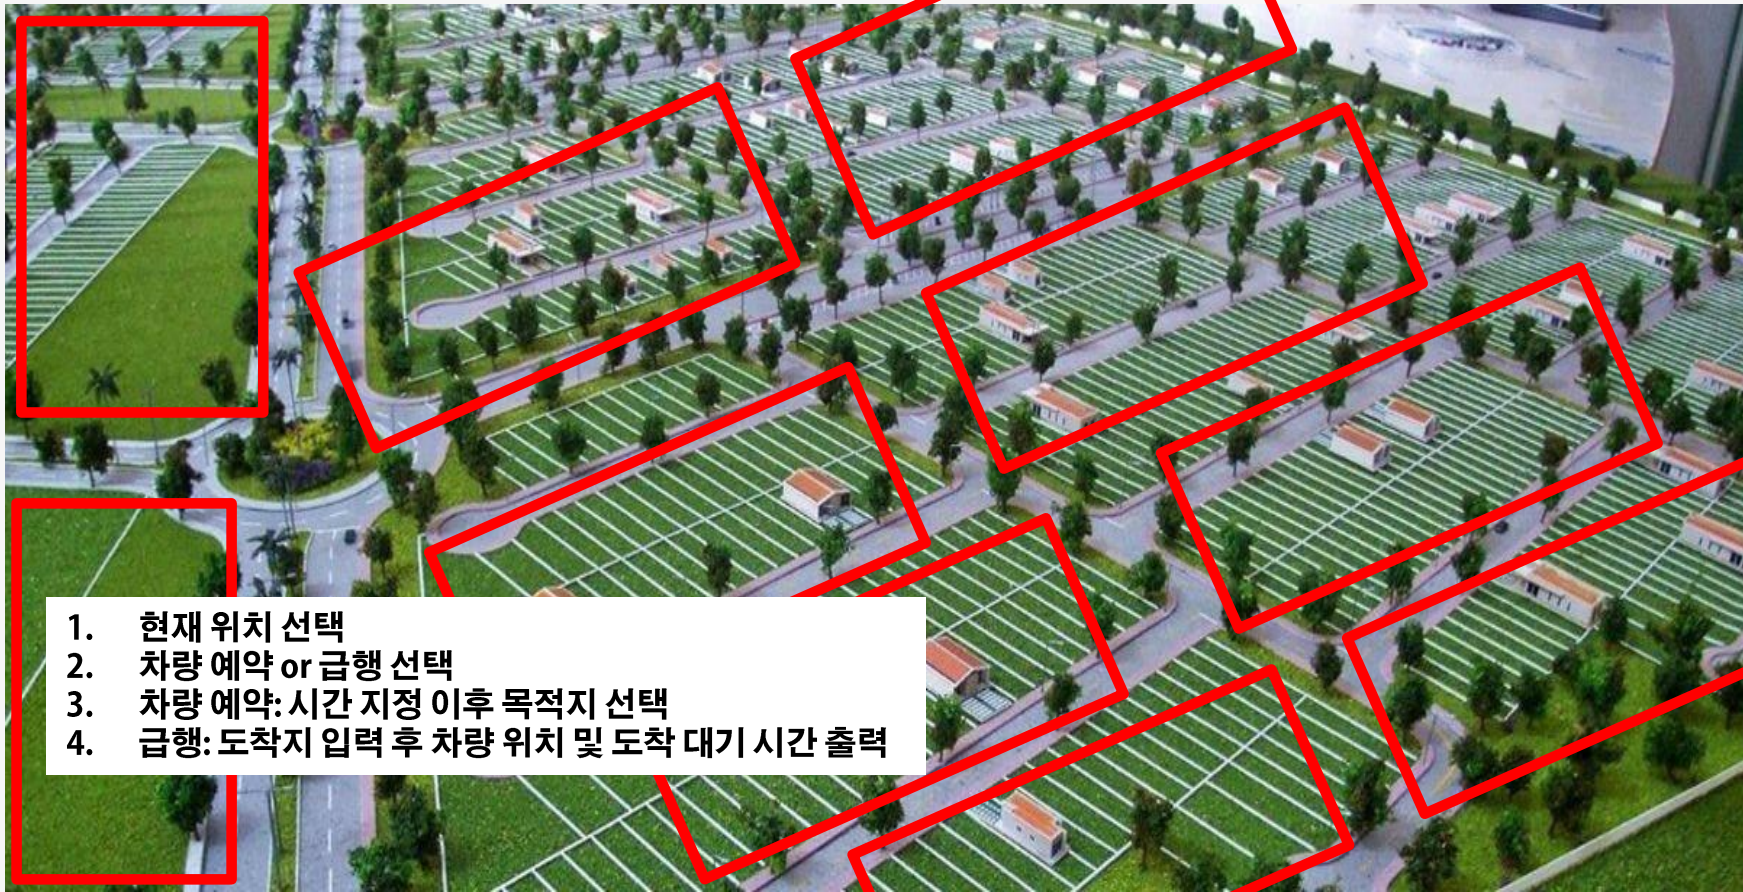 1. 현재 위치 선택
2. 차량 예약 or 급행 선택
3. 차량 예약: 시간 지정 이후 목적지 선택
4. 급행: 도착지 입력 후 차량 위치 및 도착 대기 시간 출력